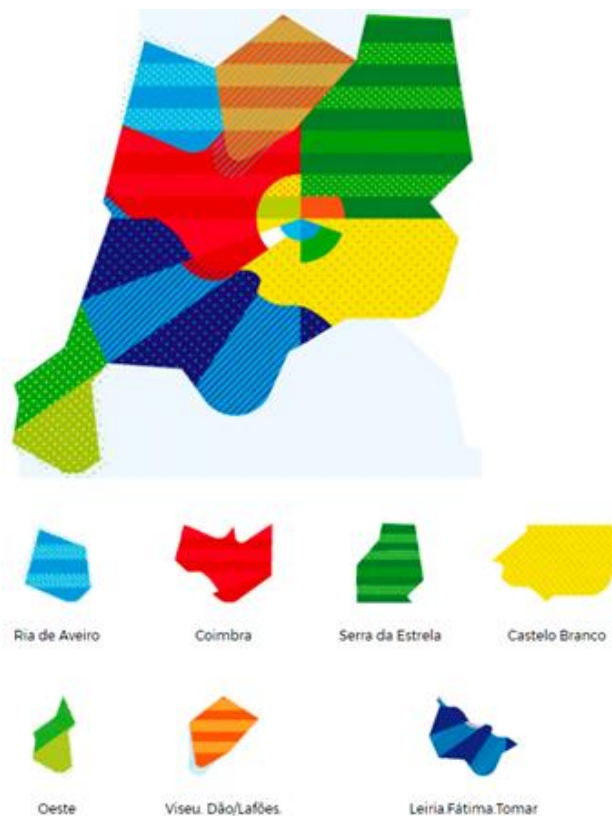 Ria de Aveiro
Coimbra
Serra da Estrela
Castelo Branco
Oeste
Viseu. Dão/Lafões.
Leiria.Fátima.Tomar